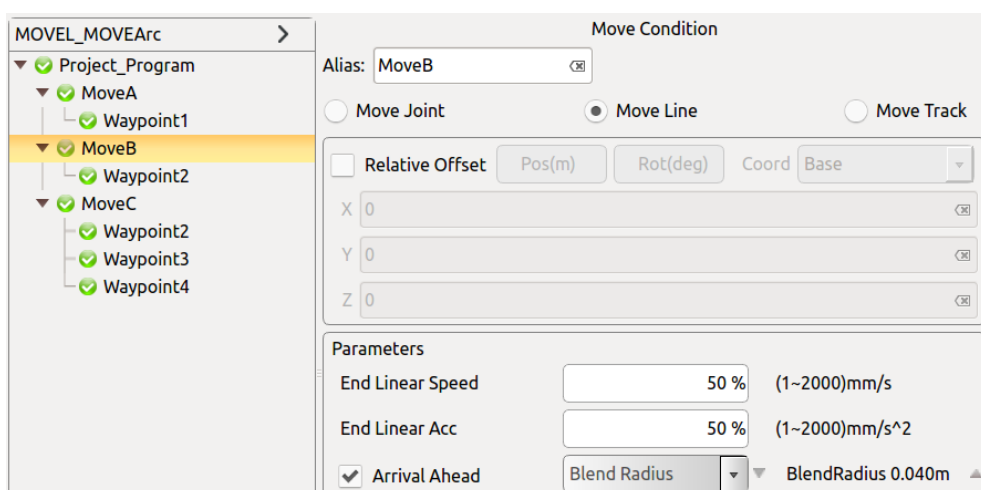 MOVEL_MOVEArc
Project_Program
MoveA
Waypoint1
MoveB
Waypoint2
MoveC
Waypoint2
Waypoint3
Waypoint4
Move Condition
Alias: MoveB
Move Joint Move Line Move Track
Relative Offset Pos(m) Rot(deg) Coord Base
X 0
Y 0
Z 0
Parameters
End Linear Speed 50 % (1~2000)mm/s
End Linear Acc 50 % (1~2000)mm/s^2
Arrival Ahead Blend Radius BlendRadius 0.040m